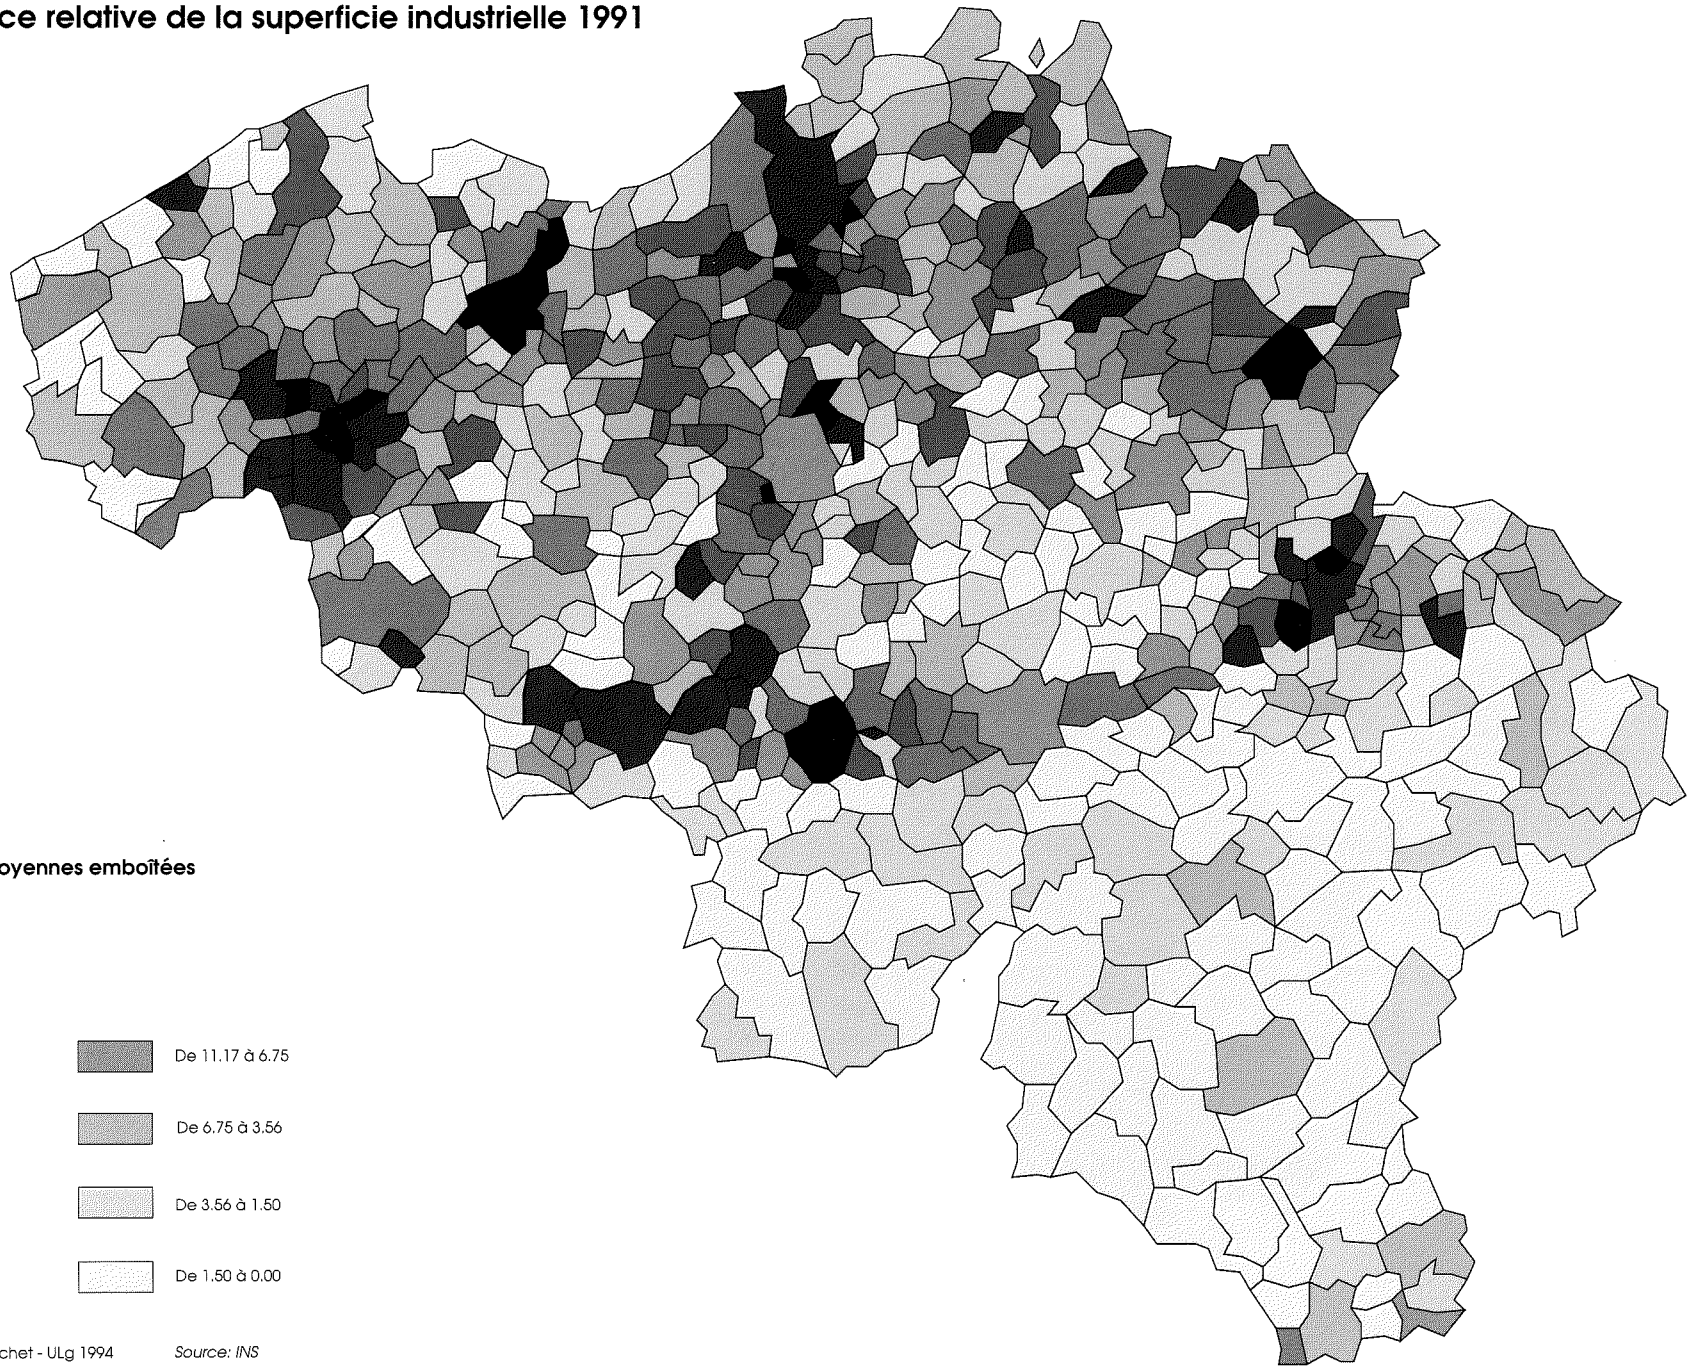 ce relative de la superficie industrielle 1991
oyennes emboîtées
De 11.17 à 6.75
De 6.75 à 3.56
De 3.56 à 1.50
De 1.50 à 0.00
chet - ULg 1994 Source: INS